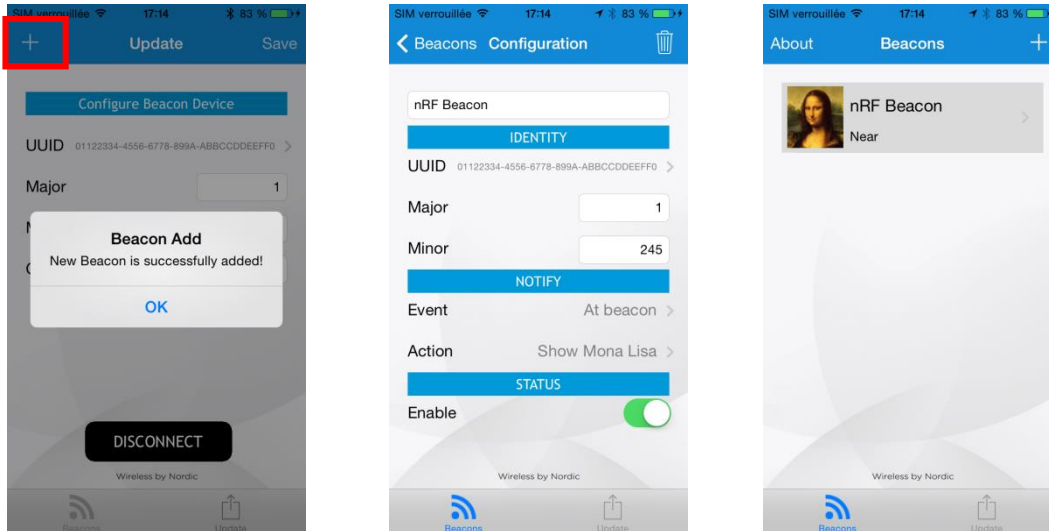 SIM verrouillée 17:14 83 %
Update Save
Configure Beacon Device
UUID 01122334-4556-6778-899A-ABBCCDDEEFF0
Major 1
Beacon Add
New Beacon is successfully added!
OK
DISCONNECT
Wireless by Nordic
Beacons Update
SIM verrouillée 17:14 83 %
Beacons Configuration
nRF Beacon
IDENTITY
UUID 01122334-4556-6778-899A-ABBCCDDEEFF0
Major 1
Minor 245
NOTIFY
Event At beacon
Action Show Mona Lisa
STATUS
Enable
Wireless by Nordic
Beacons Update
SIM verrouillée 17:14 83 %
About Beacons +
nRF Beacon
Near
Wireless by Nordic
Beacons Update